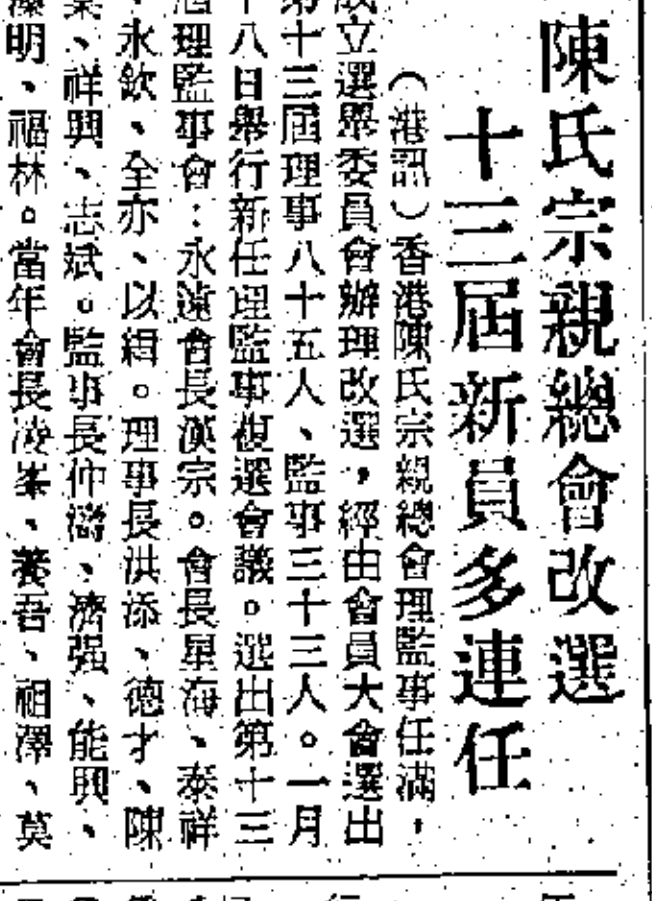 陳氏宗親總會改選
十三屆新員多連任
（港訊）香港陳氏宗親總會理監事任滿，
成立選舉委員會辦理改選，經由會員大會選出
第十三屆理事八十五人、監事三十三人。一月
十八日舉行新任理監事復選會議。選出第十三
屆理監事會：永遠會長漢宗。會長星海、泰祥
、永欽、全亦、以緝。理事長洪添、德才、陳
、祥興、志斌。監事長仲濤、濟强、能興、
明、福林。當年會長凌峯、養吾、祖澤、莫